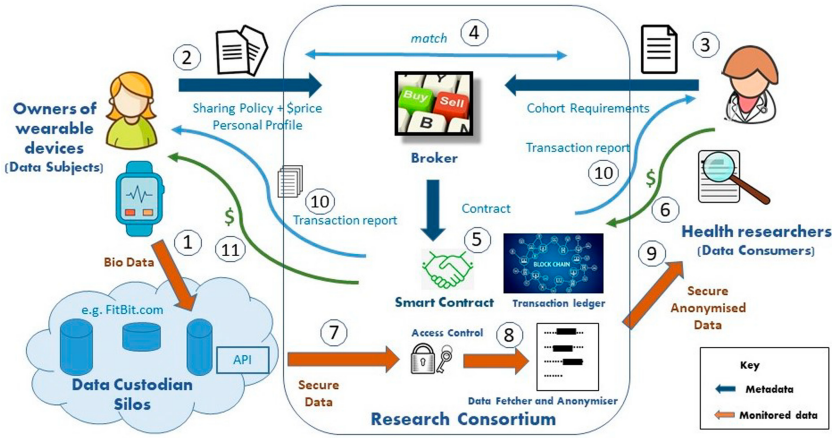 2
4
match
3
Sharing Policy + $price
Personal Profile
Buy
Sell
Y
B
N
Cohort Requirements
Owners of
wearable
devices
(Data Subjects)
Broker
Transaction report
10
$
6
10
Transaction report
$
11
Contract
5
Smart Contract
BLOCK CHAIN
Transaction ledger
Health researchers
(Data Consumers)
1
Bio Data
9
Secure
Anonymised
Data
e.g. FitBit.com
API
Data Custodian
Silos
7
Secure
Data
Access Control
8
Data Fetcher and Anonymiser
Research Consortium
Key
Metadata
Monitored data